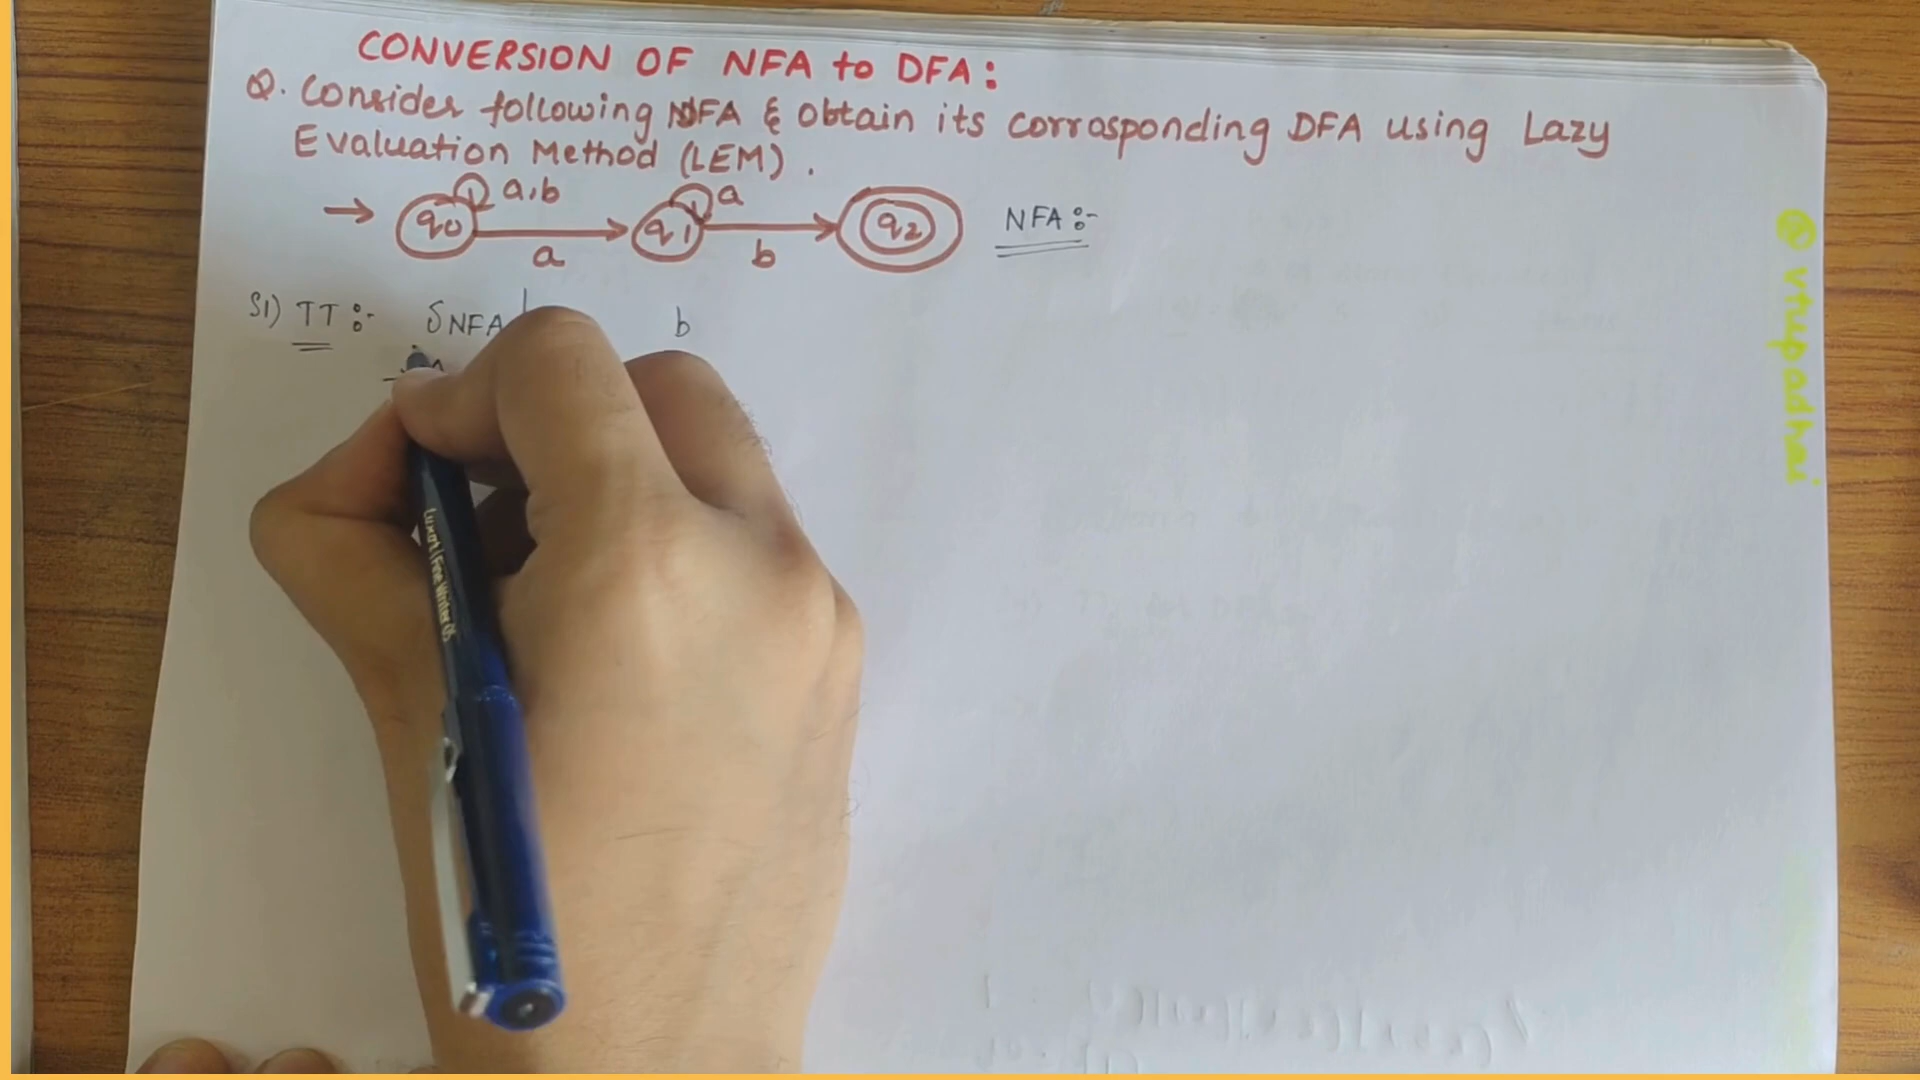 CONVERSION OF NFA to DFA:
Q. Consider following NFA & obtain its corrosponding DFA using Lazy
Evaluation Method (LEM).
a,b a
q0 q1 q2 NFA:-
a b
S1) TT:- δNFA b
@vtupadhai